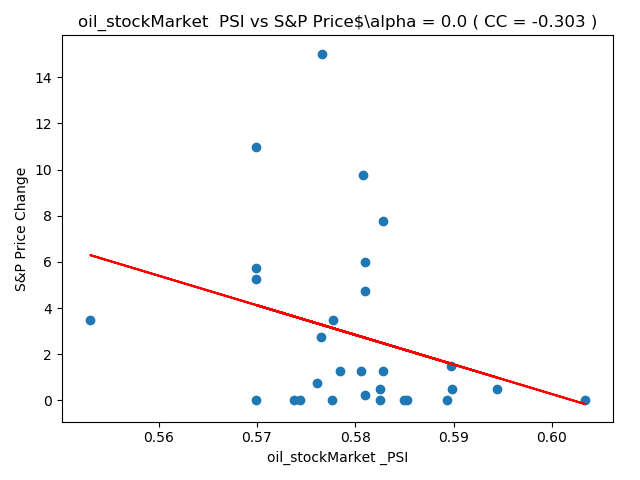 oil_stockMarket  PSI vs S&P Price$\alpha = 0.0 ( CC = -0.303 )
14
12
10
8
6
4
2
0
S&P Price Change
0.56 0.57 0.58 0.59 0.60
oil_stockMarket _PSI